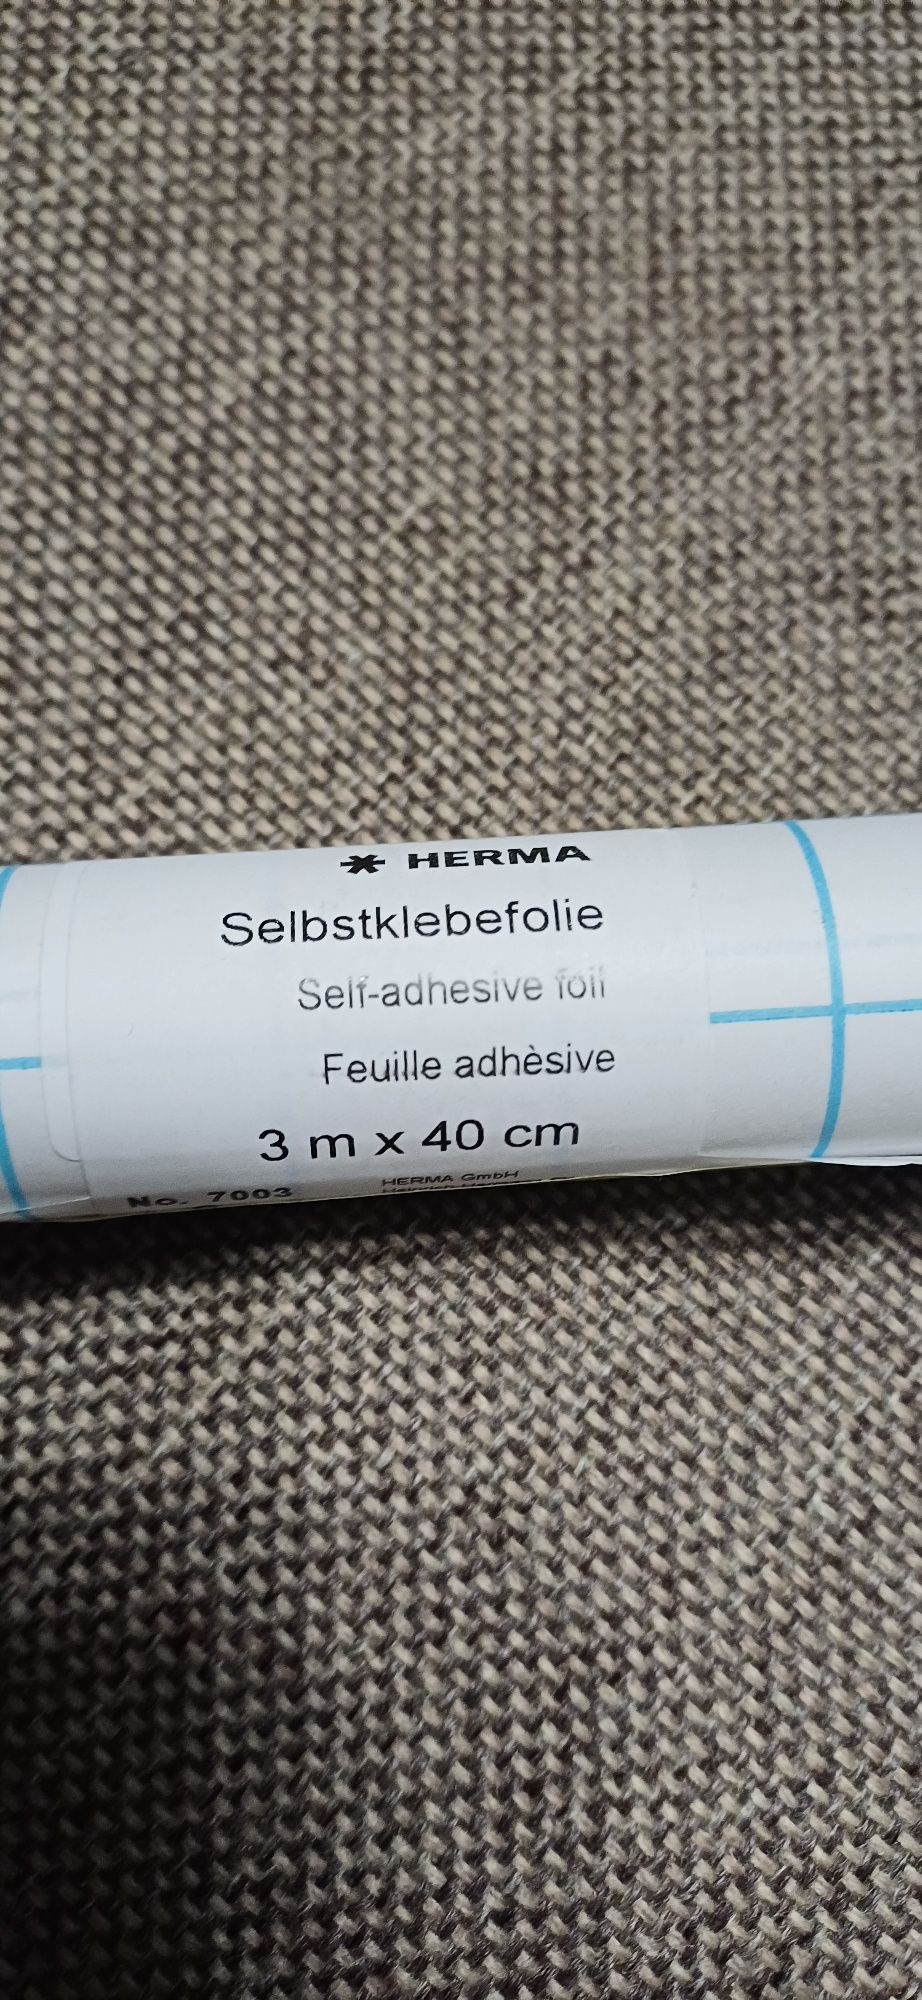 HERMA
Selbstklebefolie
Self-adhesive foil
Feuille adhèsive
3 m x 40 cm
No. 7003
HERMA GmbH